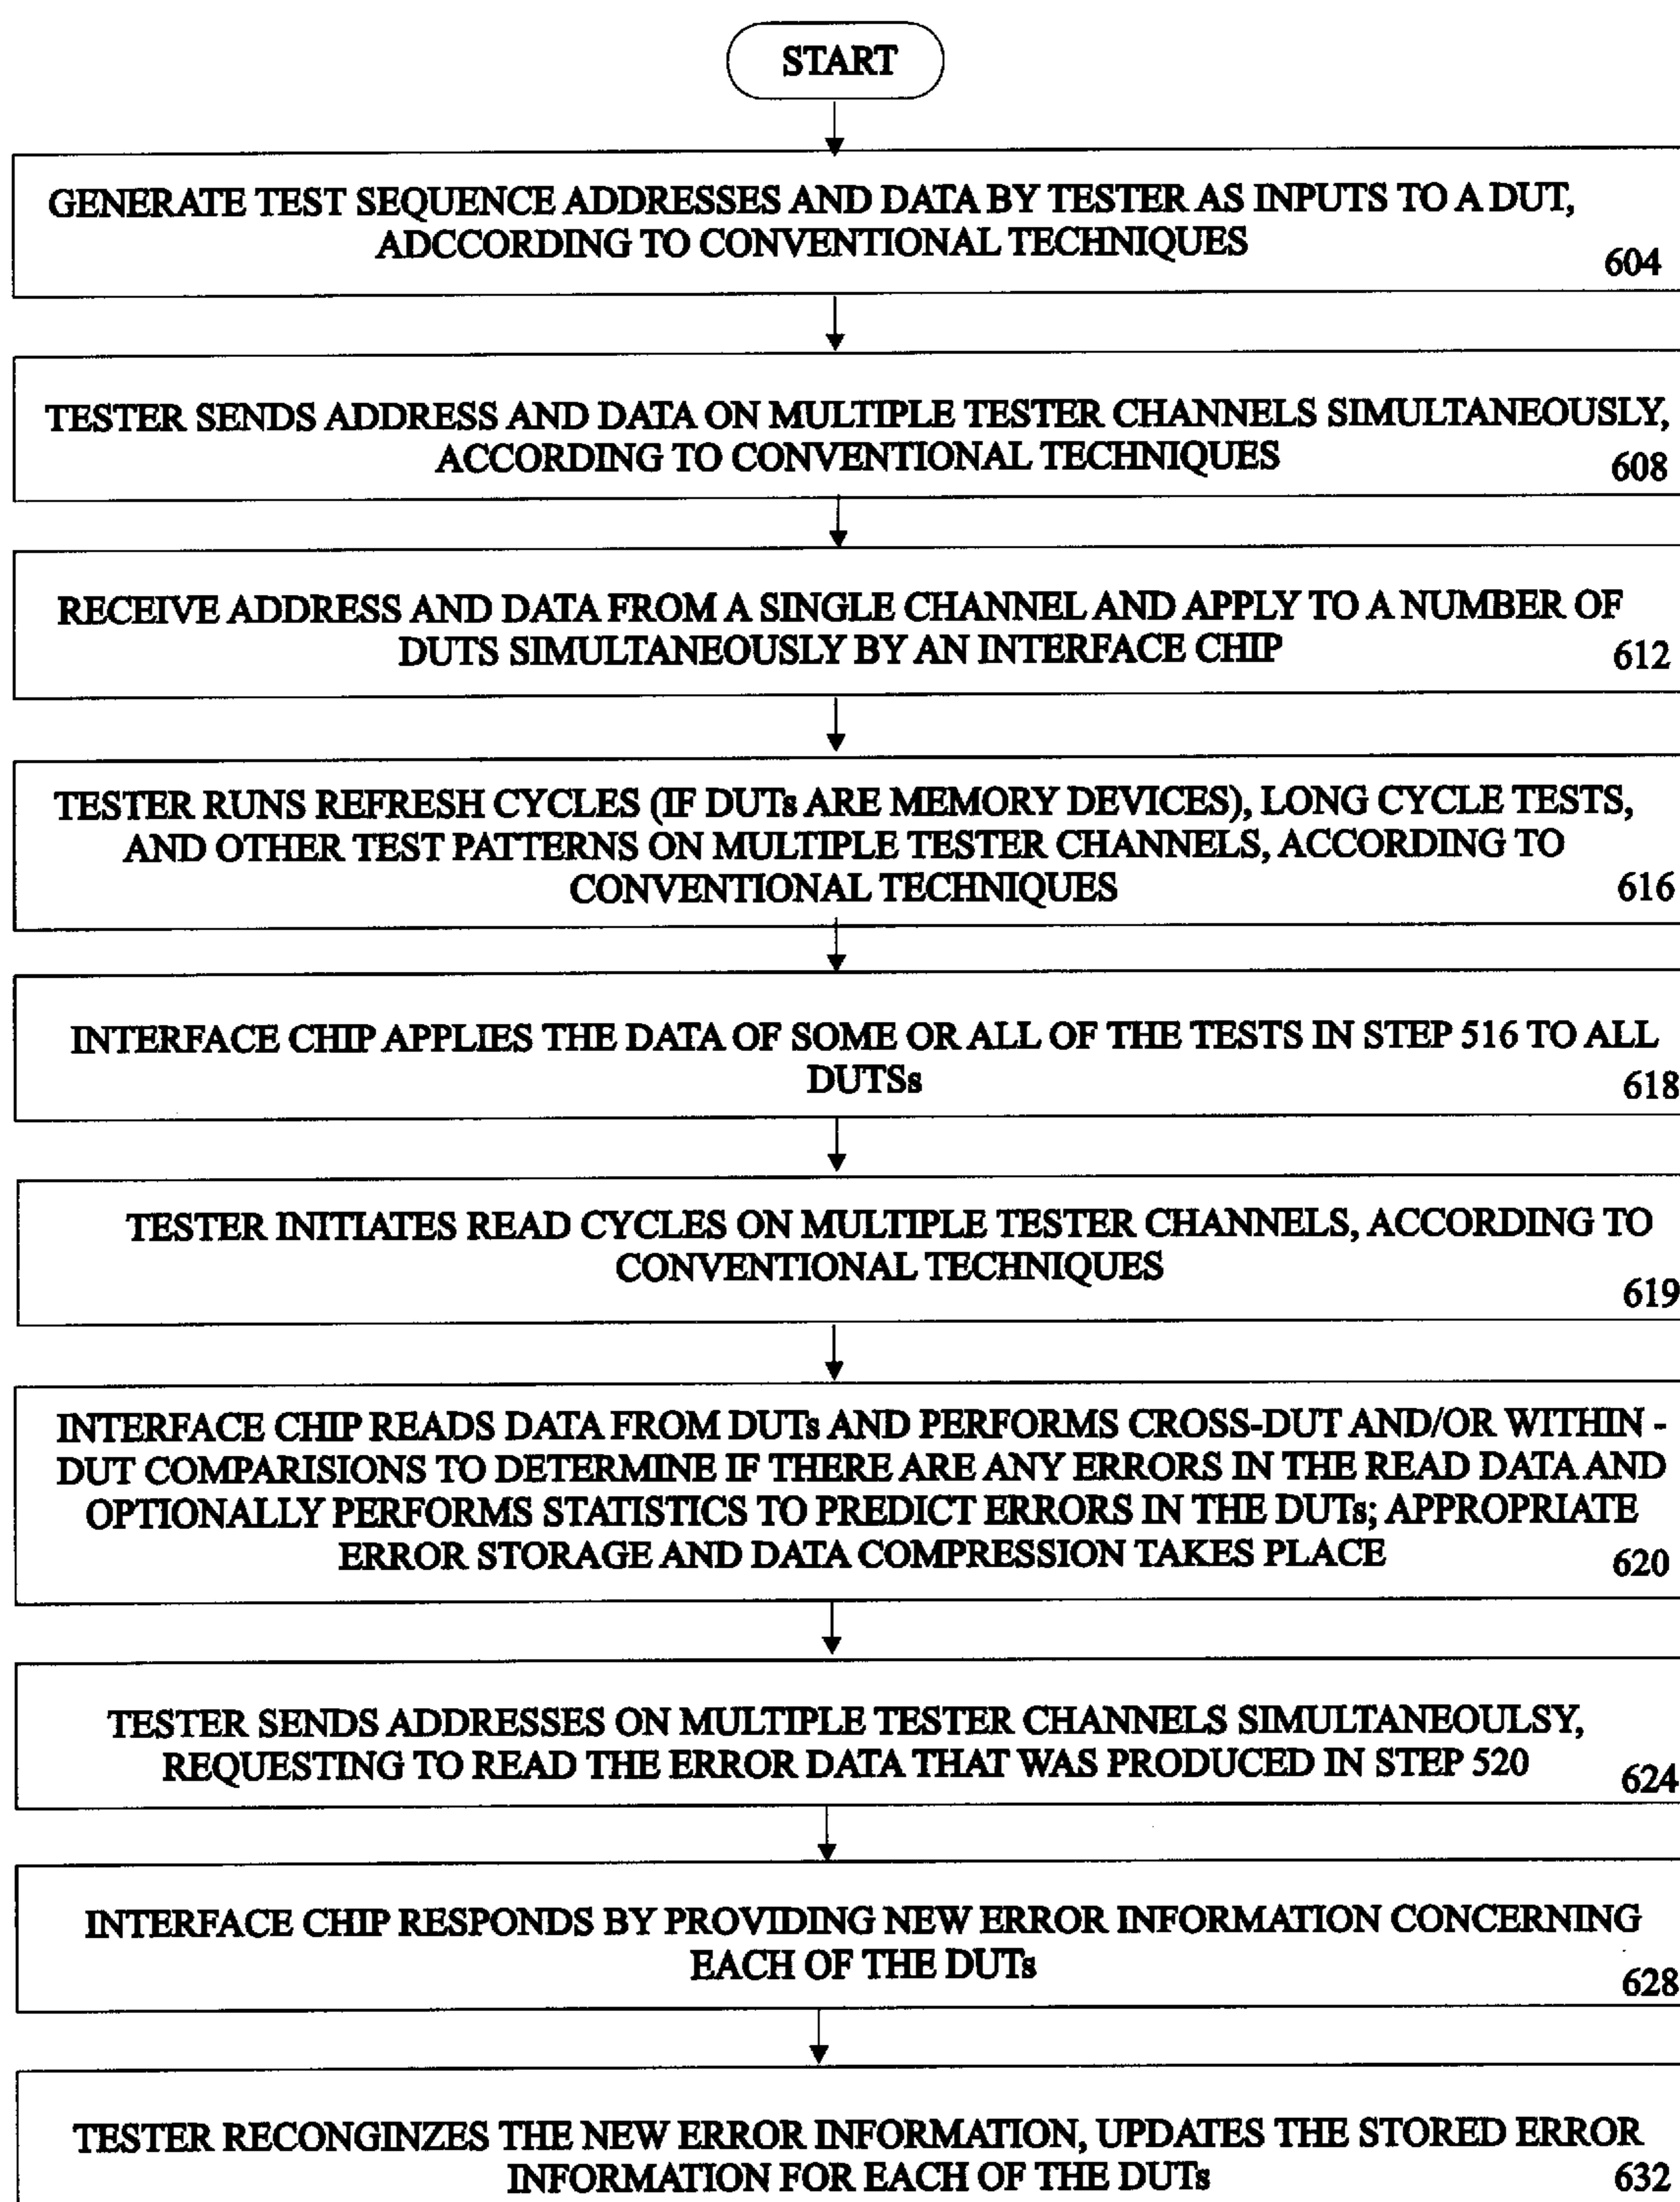 START
GENERATE TEST SEQUENCE ADDRESSES AND DATA BY TESTER AS INPUTS TO A DUT,
ADCCORDING TO CONVENTIONAL TECHNIQUES
604
TESTER SENDS ADDRESS AND DATA ON MULTIPLE TESTER CHANNELS SIMULTANEOUSLY,
ACCORDING TO CONVENTIONAL TECHNIQUES
608
RECEIVE ADDRESS AND DATA FROM A SINGLE CHANNEL AND APPLY TO A NUMBER OF
DUTS SIMULTANEOUSLY BY AN INTERFACE CHIP
612
TESTER RUNS REFRESH CYCLES (IF DUTs ARE MEMORY DEVICES), LONG CYCLE TESTS,
AND OTHER TEST PATTERNS ON MULTIPLE TESTER CHANNELS, ACCORDING TO
CONVENTIONAL TECHNIQUES
616
INTERFACE CHIP APPLIES THE DATA OF SOME OR ALL OF THE TESTS IN STEP 516 TO ALL
DUTSs
618
TESTER INITIATES READ CYCLES ON MULTIPLE TESTER CHANNELS, ACCORDING TO
CONVENTIONAL TECHNIQUES
619
INTERFACE CHIP READS DATA FROM DUTs AND PERFORMS CROSS-DUT AND/OR WITHIN -
DUT COMPARISIONS TO DETERMINE IF THERE ARE ANY ERRORS IN THE READ DATA AND
OPTIONALLY PERFORMS STATISTICS TO PREDICT ERRORS IN THE DUTs; APPROPRIATE
ERROR STORAGE AND DATA COMPRESSION TAKES PLACE
620
TESTER SENDS ADDRESSES ON MULTIPLE TESTER CHANNELS SIMULTANEOULSY,
REQUESTING TO READ THE ERROR DATA THAT WAS PRODUCED IN STEP 520
624
INTERFACE CHIP RESPONDS BY PROVIDING NEW ERROR INFORMATION CONCERNING
EACH OF THE DUTs
628
TESTER RECONGINZES THE NEW ERROR INFORMATION, UPDATES THE STORED ERROR
INFORMATION FOR EACH OF THE DUTs
632